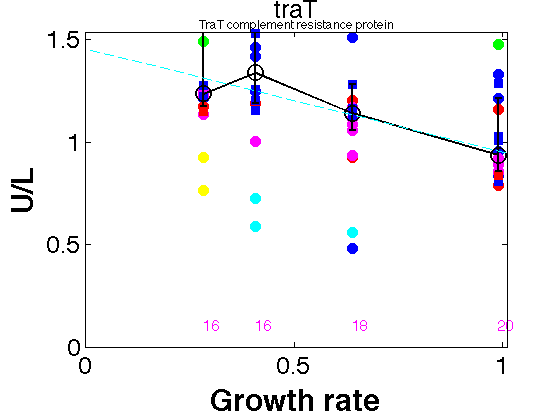 traT
TraT complement resistance protein
1.5
1
0.5
0
U/L
16
16
18
20
0
0.5
1
Growth rate